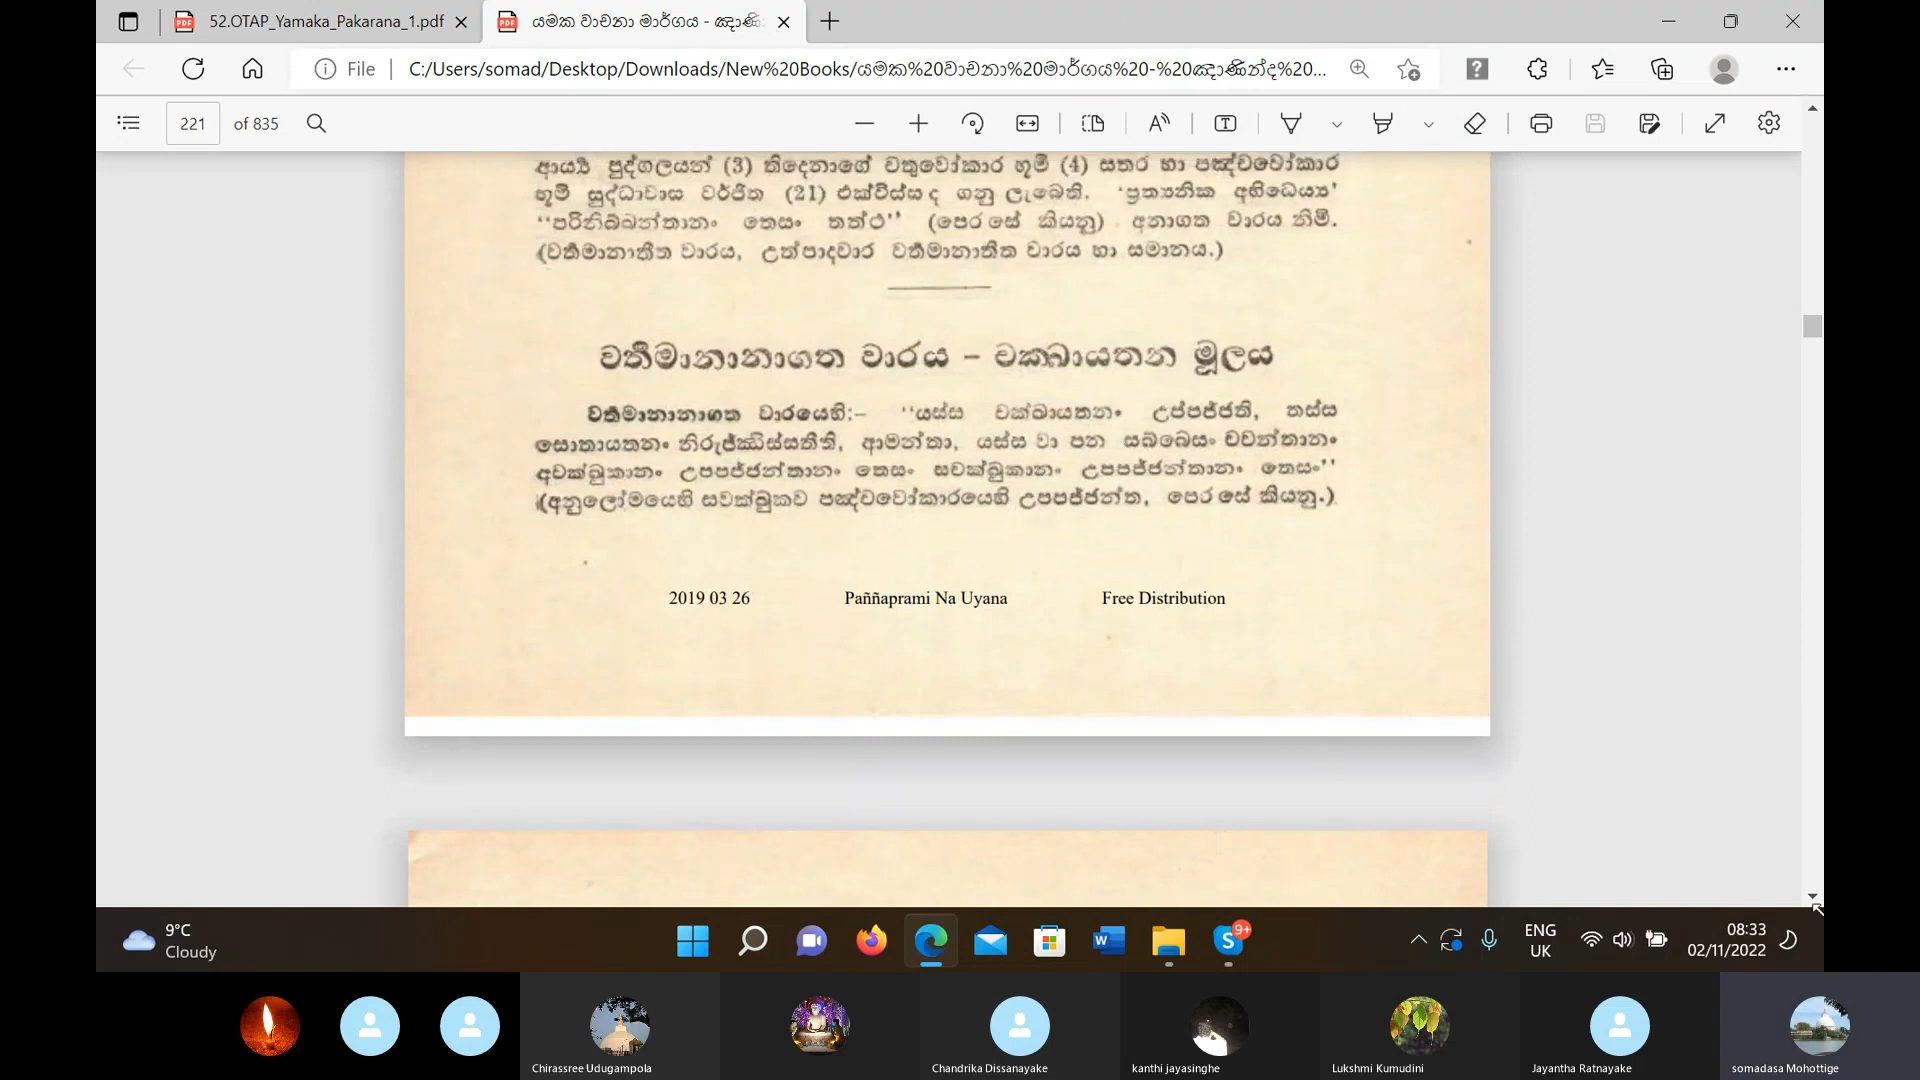 52.OTAP_Yamaka_Pakarana_1.pdf
යමක වාචනා මාර්ගය - ඤාණි
File
C:/Users/somad/Desktop/Downloads/New%20Books/යමක%20වාචනා%20මාර්ගය%20-%20ඤාණින්ද%20...
221 of 835
ආර්‍ය්‍ය පුද්ගලයන් (3) තිදෙනාගේ චතුවෝකාර භූමි (4) සතර හා පඤ්චවෝකාර
භූමි සුද්ධාවාස වර්ජිත (21) එක්විස්ස ද ගනු ලැබෙති. ‘ප්‍රත්‍යනික අභිධෙය්‍ය’
‘‘පරිනිබ්බන්තානං තෙසං තත්ථ’’ (පෙර සේ කියනු) අනාගත වාරය නිමි.
(වර්තමානාතීත වාරය, උත්පාදවාර වර්තමානාතීත වාරය හා සමානය.)
වර්තමානානාගත වාරය – චක්ඛායතන මූලය
වර්තමානානාගත වාරයෙහි:– ‘‘යස්ස චක්ඛායතනං උප්පජ්ජති, තස්ස
සොතායතනං නිරුජ්ඣිස්සතීති, ආමන්තා, යස්ස වා පන සබ්බෙසං චවන්තානං
අචක්ඛුකානං උපපජ්ජන්තානං තෙසං සචක්ඛුකානං උපපජ්ජන්තානං තෙසං’’
(අනුලෝමයෙහි සචක්ඛුකව පඤ්චවෝකාරයෙහි උපපජ්ජන්ත, පෙර සේ කියනු.)
2019 03 26 Paññaprami Na Uyana Free Distribution
9°C
Cloudy
9+
ENG
UK
08:33
02/11/2022
Chirassree Udugampola
Chandrika Dissanayake
kanthi jayasinghe
Lukshmi Kumudini
Jayantha Ratnayake
somadasa Mohottige